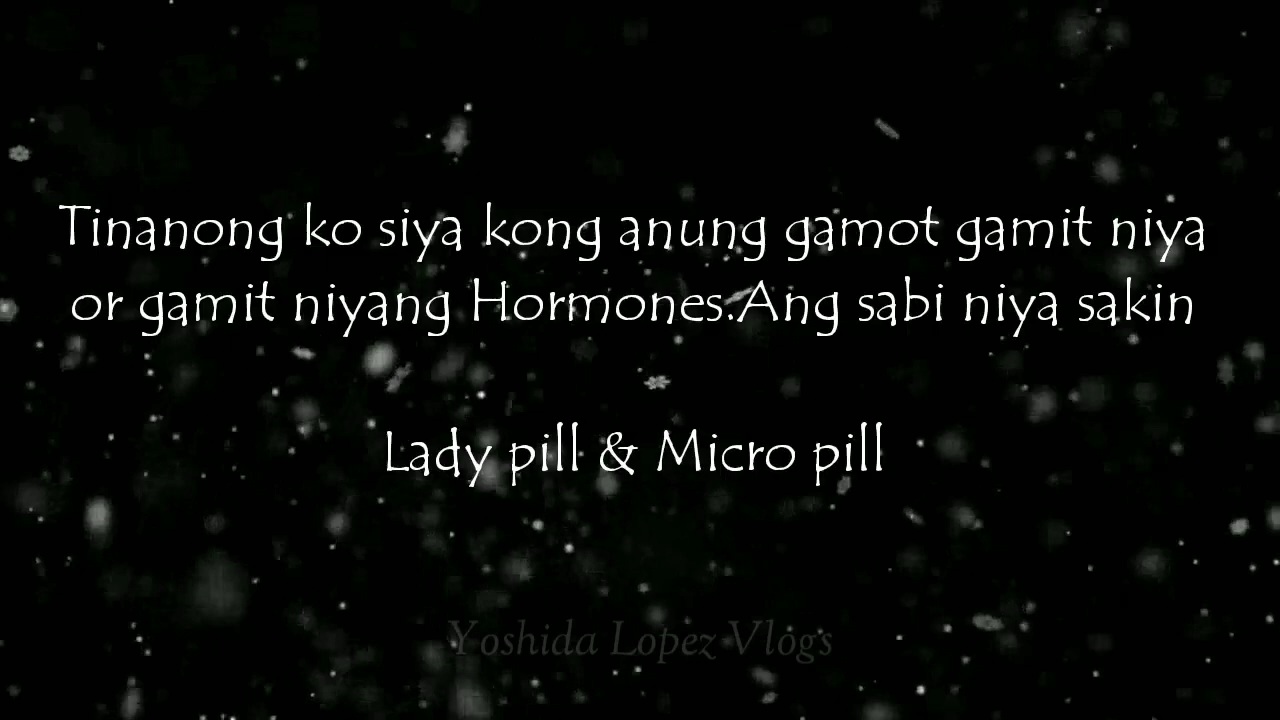 Tinanong ko siya kong anung gamot gamit niya
or gamit niyang Hormones.Ang sabi niya sakin
Lady pill & Micro pill
Yoshida Lopez Vlogs